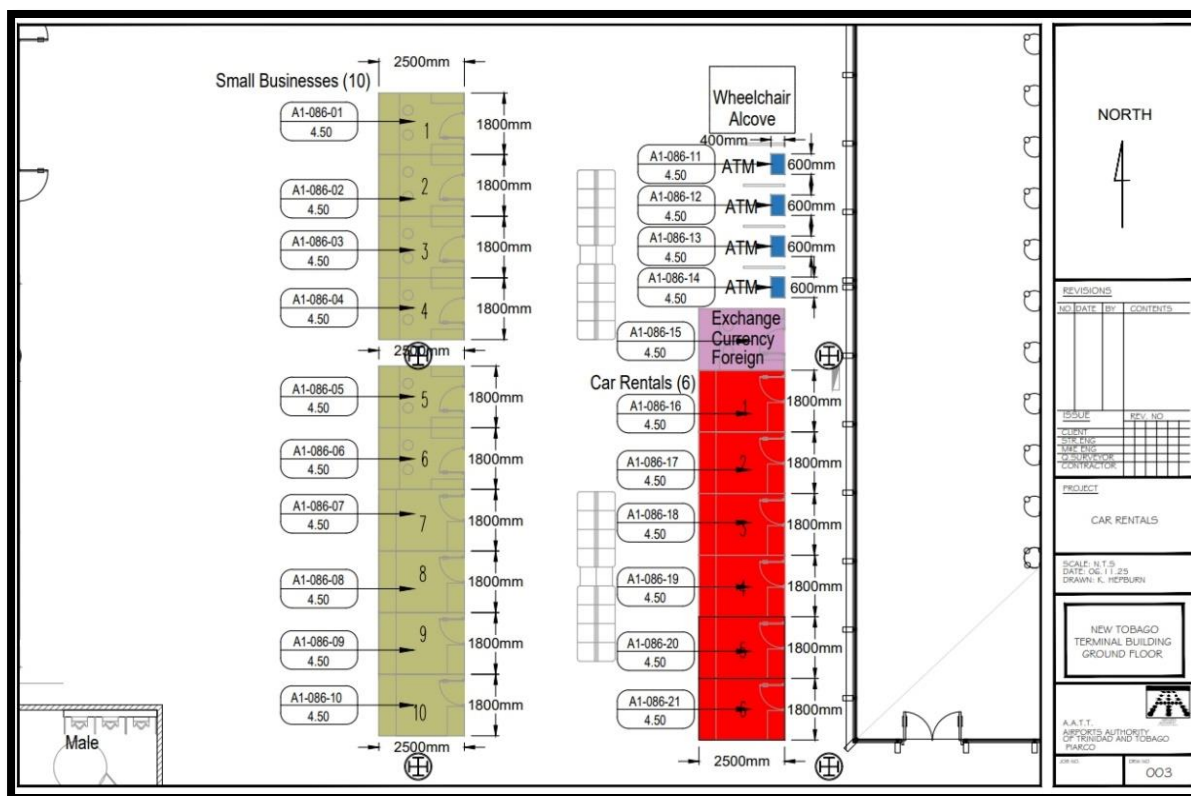 Small Businesses (10)
2500mm
A1-086-01
4.50
1
1800mm
A1-086-02
4.50
2
1800mm
A1-086-03
4.50
3
1800mm
A1-086-04
4.50
4
1800mm
2500mm
A1-086-05
4.50
5
1800mm
A1-086-06
4.50
6
1800mm
A1-086-07
4.50
7
1800mm
A1-086-08
4.50
8
1800mm
A1-086-09
4.50
9
1800mm
A1-086-10
4.50
10
1800mm
2500mm
Male
Wheelchair
Alcove
400mm
A1-086-11
4.50
ATM
600mm
A1-086-12
4.50
ATM
600mm
A1-086-13
4.50
ATM
600mm
A1-086-14
4.50
ATM
600mm
A1-086-15
4.50
Exchange
Currency
Foreign
Car Rentals (6)
A1-086-16
4.50
1
1800mm
A1-086-17
4.50
2
1800mm
A1-086-18
4.50
3
1800mm
A1-086-19
4.50
4
1800mm
A1-086-20
4.50
5
1800mm
A1-086-21
4.50
6
1800mm
2500mm
NORTH
REVISIONS
NO. DATE BY CONTENTS
ISSUE REV. NO
CLIENT
STR.ENG
M&E ENG
Q.SURVEYOR
CONTRACTOR
PROJECT
CAR RENTALS
SCALE: N.T.S
DATE: 06.11.25
DRAWN: K. HEPBURN
NEW TOBAGO
TERMINAL BUILDING
GROUND FLOOR
A.A.T.T.
AIRPORTS AUTHORITY
OF TRINIDAD AND TOBAGO
PIARCO
JOB NO.
DRG NO
003